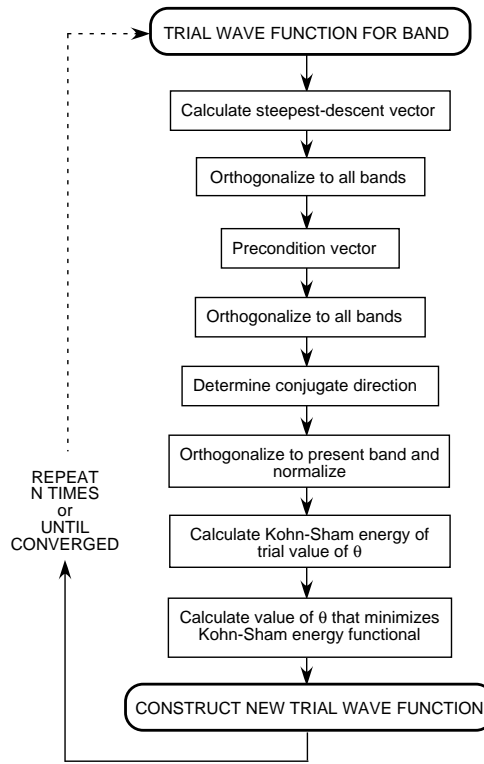 TRIAL WAVE FUNCTION FOR BAND
Calculate steepest-descent vector
Orthogonalize to all bands
Precondition vector
Orthogonalize to all bands
Determine conjugate direction
Orthogonalize to present band and
normalize
REPEAT
N TIMES
or
UNTIL
CONVERGED
Calculate Kohn-Sham energy of
trial value of θ
Calculate value of θ that minimizes
Kohn-Sham energy functional
CONSTRUCT NEW TRIAL WAVE FUNCTION